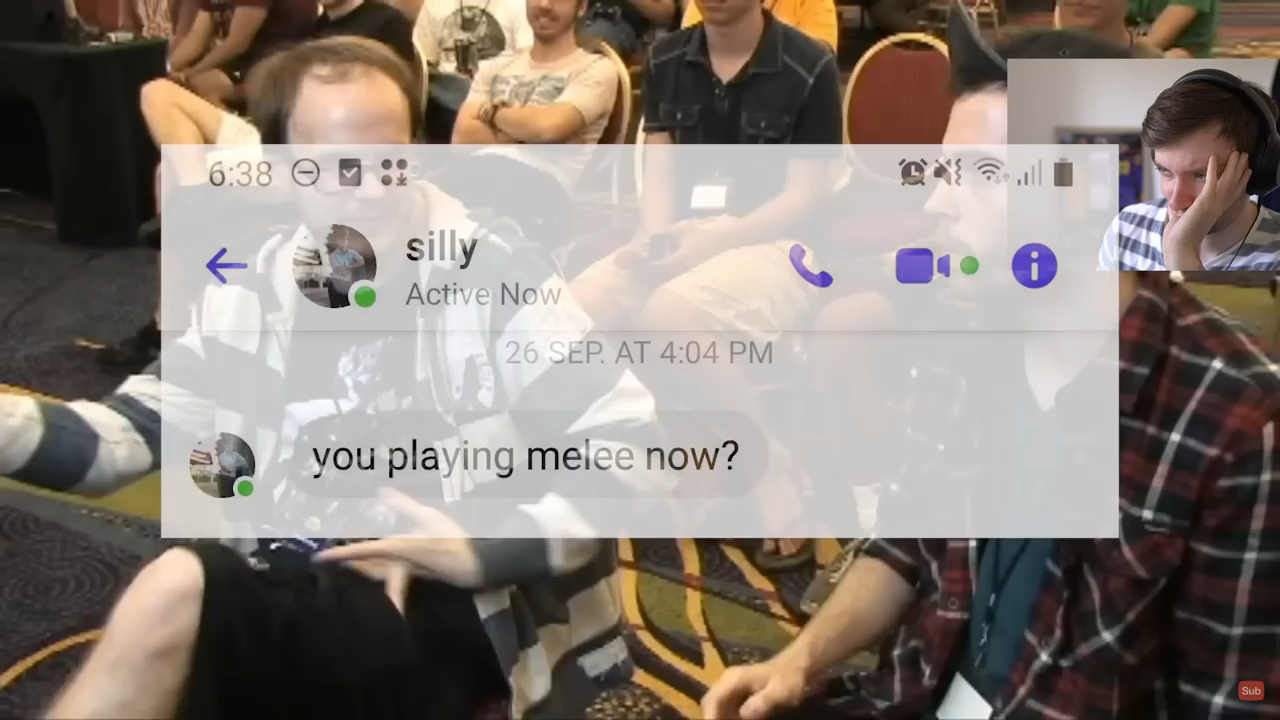 6:38
silly
Active Now
26 SEP. AT 4:04 PM
you playing melee now?
Sub